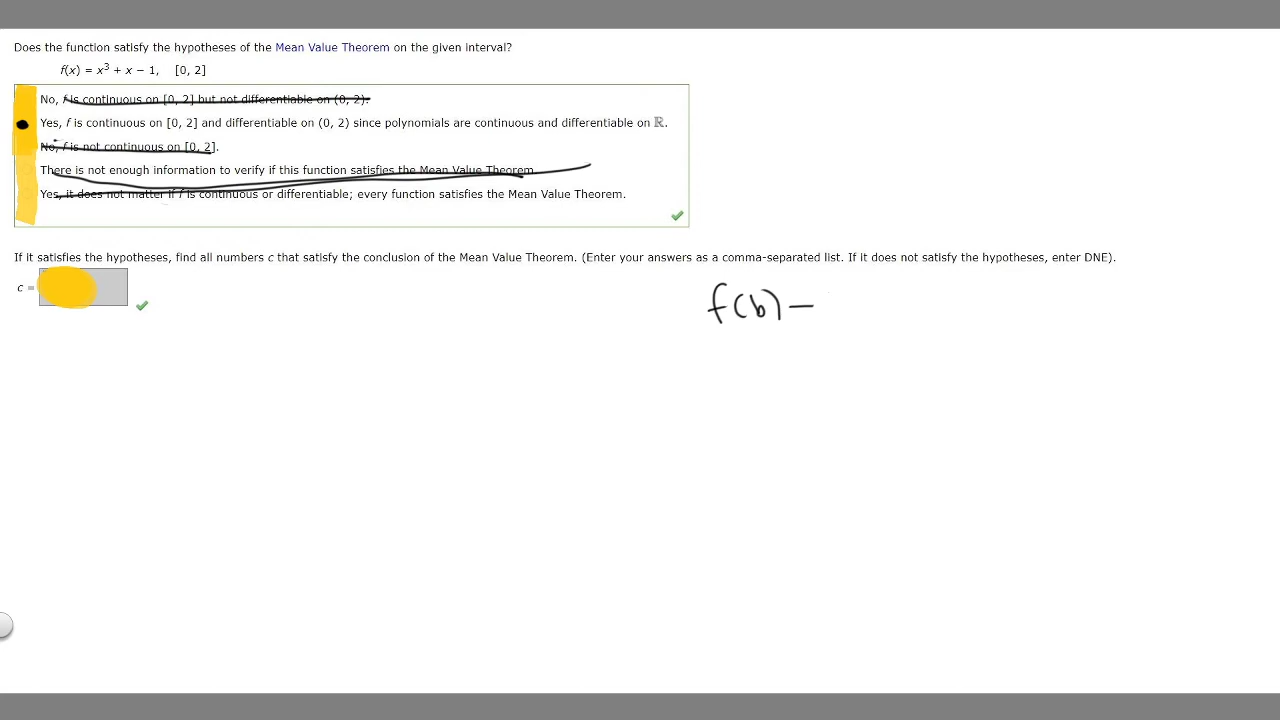 Does the function satisfy the hypotheses of the Mean Value Theorem on the given interval?
f(x) = x³ + x − 1, [0, 2]
No, f is continuous on [0, 2] but not differentiable on (0, 2).
Yes, f is continuous on [0, 2] and differentiable on (0, 2) since polynomials are continuous and differentiable on ℝ.
No, f is not continuous on [0, 2].
There is not enough information to verify if this function satisfies the Mean Value Theorem.
Yes, it does not matter if f is continuous or differentiable; every function satisfies the Mean Value Theorem.
If it satisfies the hypotheses, find all numbers c that satisfy the conclusion of the Mean Value Theorem. (Enter your answers as a comma-separated list. If it does not satisfy the hypotheses, enter DNE).
c =
f(b) −